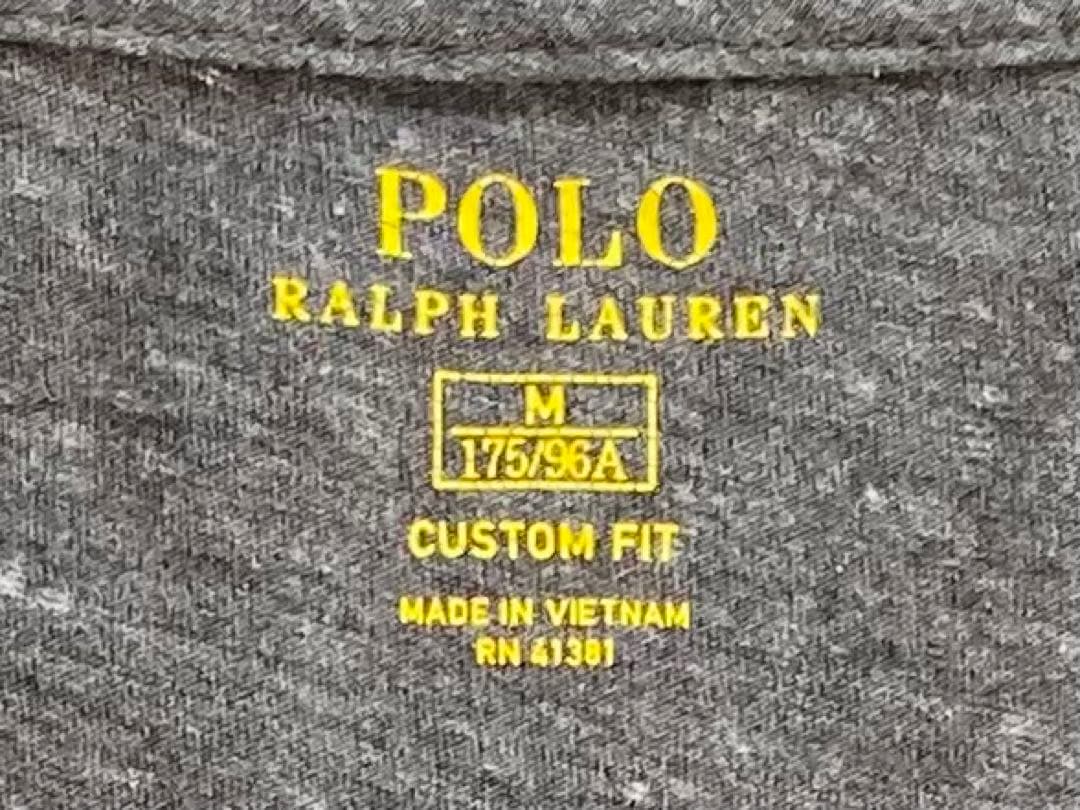 POLO
RALPH LAUREN
M
175/96A
CUSTOM FIT
MADE IN VIETNAM
RN 41381